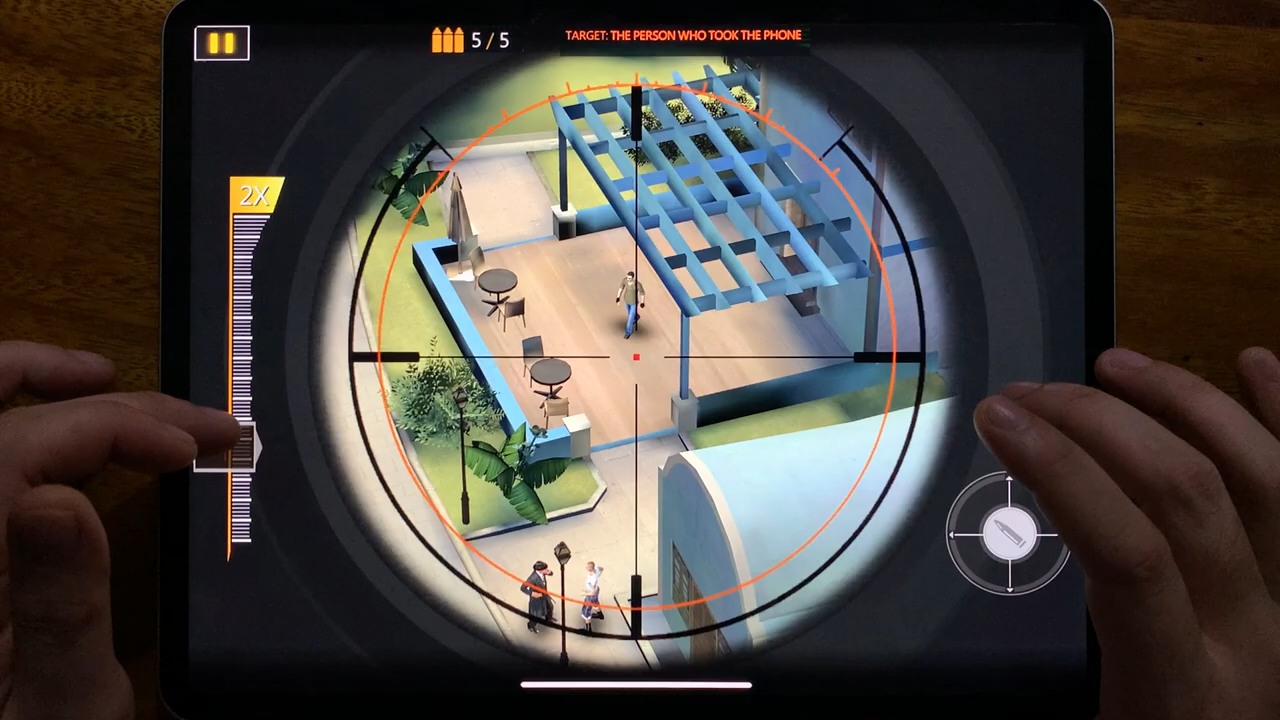 5/5
TARGET: THE PERSON WHO TOOK THE PHONE
2X